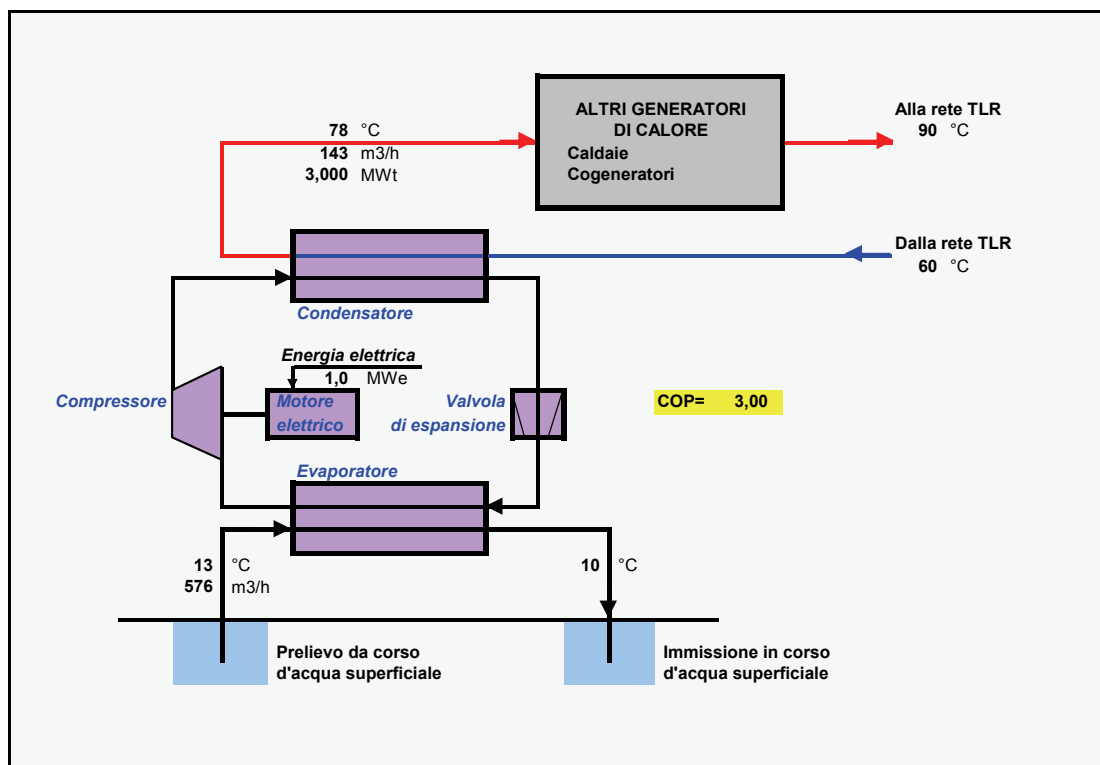 ALTRI GENERATORI
DI CALORE
Caldaie
Cogeneratori
Alla rete TLR
90 °C
78 °C
143 m3/h
3,000 MWt
Dalla rete TLR
60 °C
Condensatore
Energia elettrica
1,0 MWe
Compressore
Motore
elettrico
Valvola
di espansione
COP= 3,00
Evaporatore
13 °C
576 m3/h
10 °C
Prelievo da corso
d'acqua superficiale
Immissione in corso
d'acqua superficiale